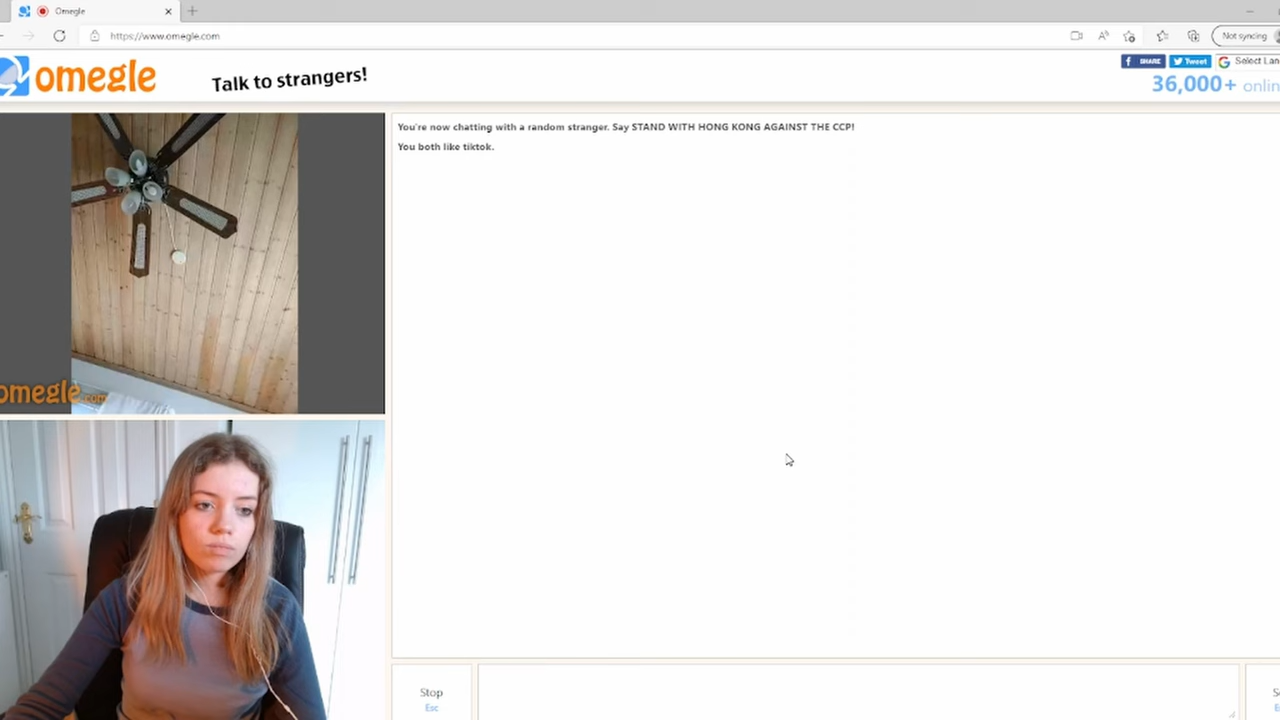 Omegle
https://www.omegle.com
Not syncing
omegle
Talk to strangers!
SHARE
Tweet
Select Lan
36,000+ onlin
You're now chatting with a random stranger. Say STAND WITH HONG KONG AGAINST THE CCP!
You both like tiktok.
omegle.com
Stop
Esc